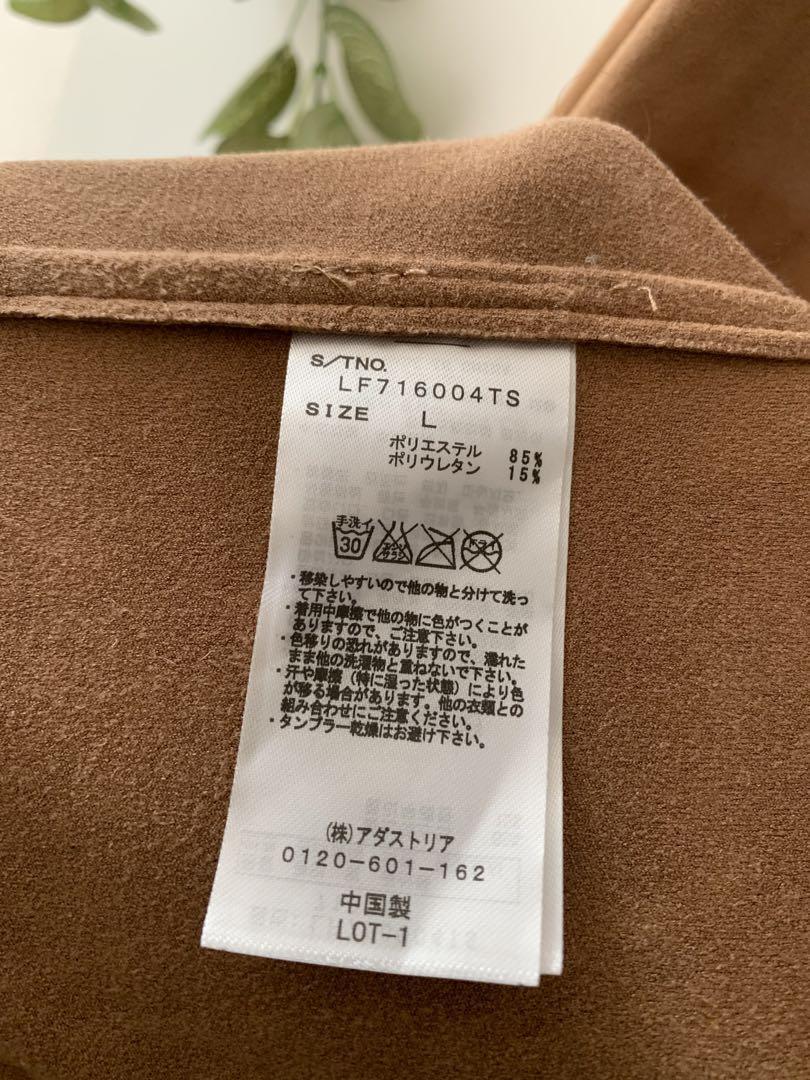 S/TNO.
LF716004TS
SIZE L
ポリエステル 85%
ポリウレタン 15%
手洗イ
30
エンソサラシ
ドライ
・移染しやすいので他の物と分けて洗っ
て下さい。
・着用中摩擦で他の物に色がつくことが
ありますので、ご注意下さい。
・色移りの恐れがありますので、濡れた
まま他の洗濯物と重ねないで下さい。
・汗や摩擦（特に湿った状態）により色
が移る場合があります。他の衣類との
組み合わせにご注意ください。
・タンブラー乾燥はお避け下さい。
(株)アダストリア
0120-601-162
中国製
LOT-1